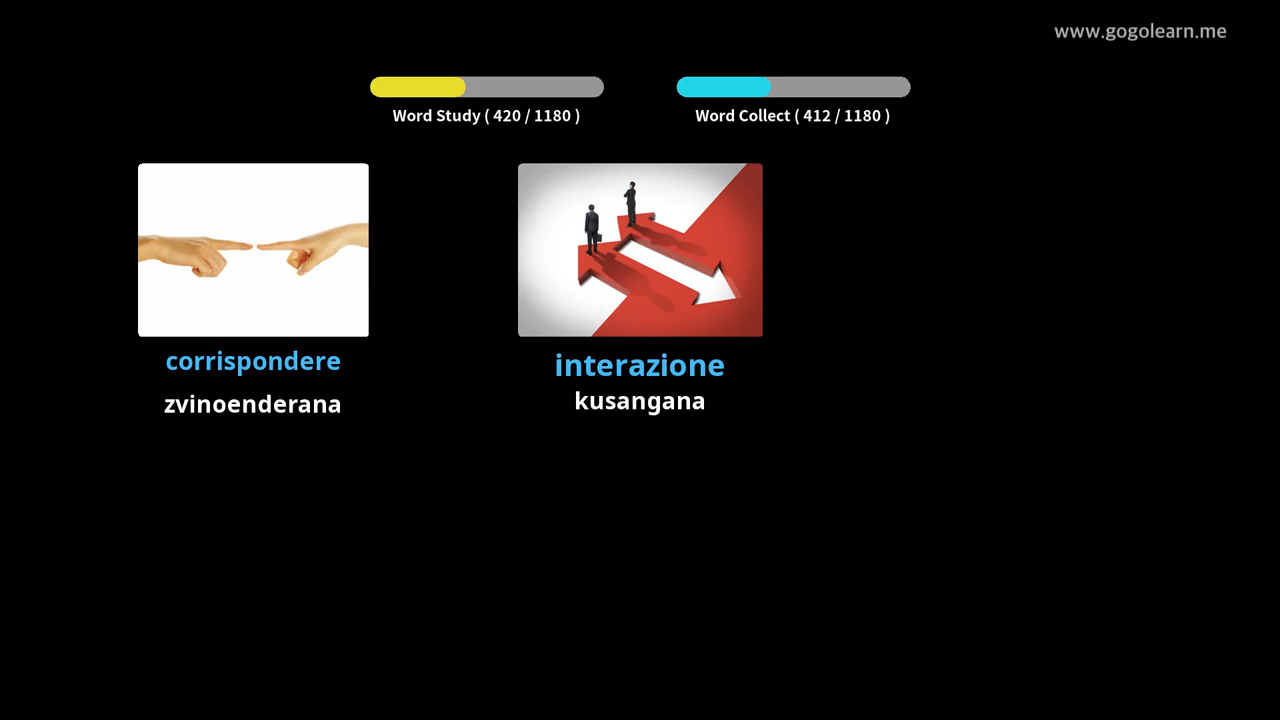 www.gogolearn.me
Word Study ( 420 / 1180 )
Word Collect ( 412 / 1180 )
corrispondere
zvinoenderana
interazione
kusangana